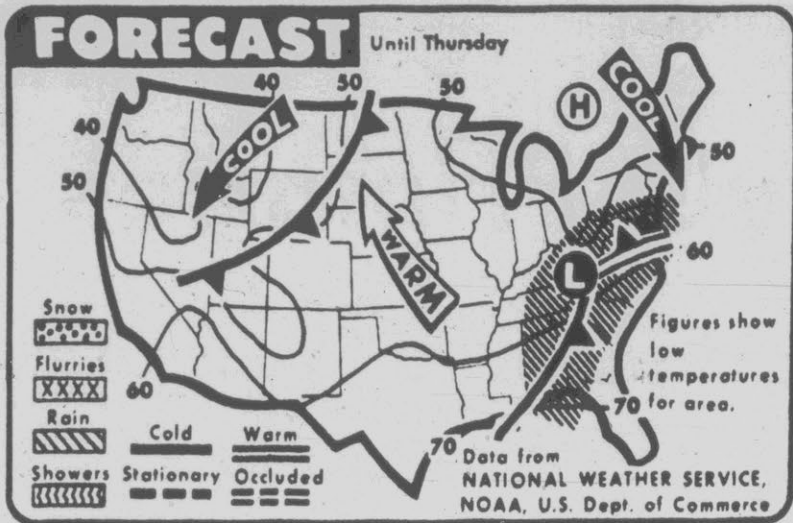 FORECAST Until Thursday
40 50 50
H
COOL COOL
40
50
50
WARM
60
L
Snow
Figures show
low
temperatures
for area.
Flurries
60
70
Rain
Cold Warm
70
Data from
NATIONAL WEATHER SERVICE,
NOAA, U.S. Dept. of Commerce
Showers Stationary Occluded